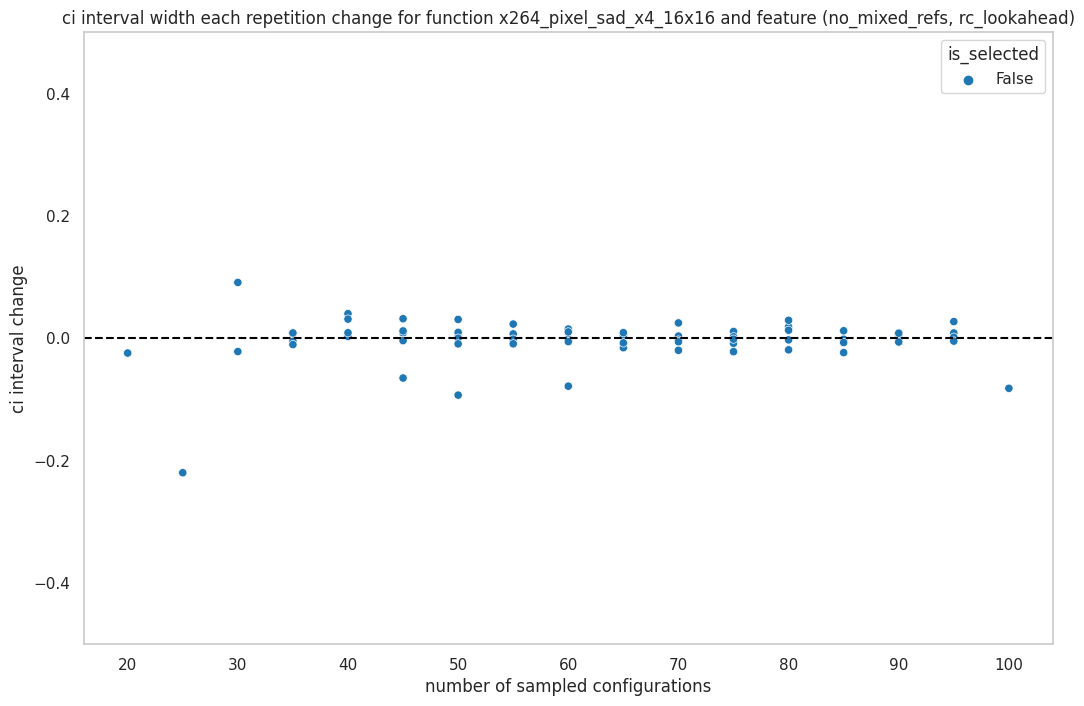 ci interval width each repetition change for function x264_pixel_sad_x4_16x16 and feature (no_mixed_refs, rc_lookahead)
is_selected
False
ci interval change
0.4
0.2
0.0
−0.2
−0.4
20 30 40 50 60 70 80 90 100
number of sampled configurations